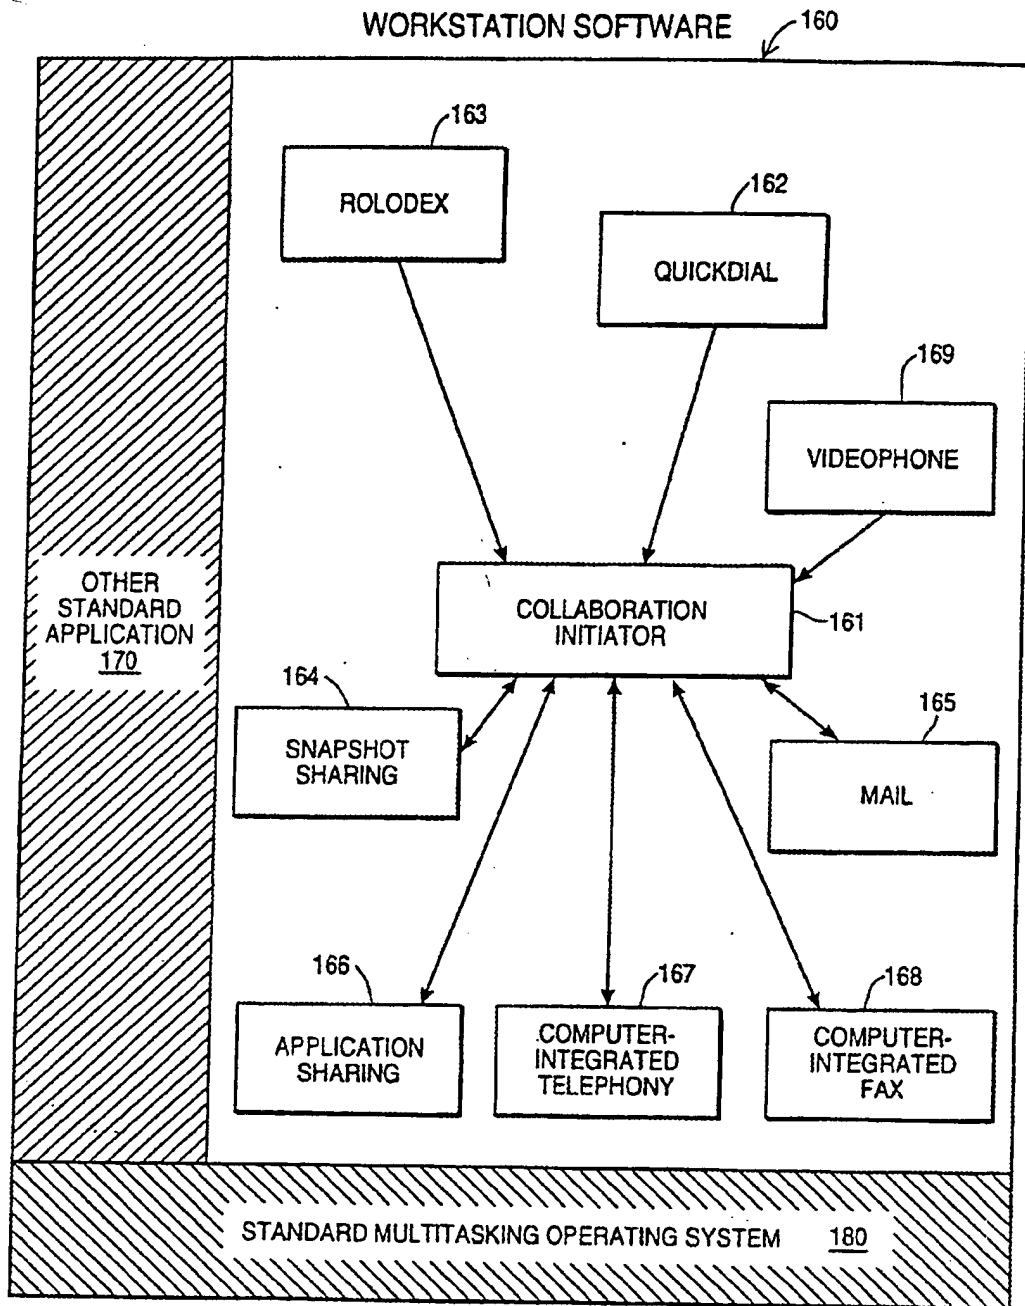 WORKSTATION SOFTWARE
160
163
ROLODEX
162
QUICKDIAL
169
VIDEOPHONE
OTHER
STANDARD
APPLICATION
170
COLLABORATION
INITIATOR
161
164
SNAPSHOT
SHARING
165
MAIL
166
APPLICATION
SHARING
167
COMPUTER-
INTEGRATED
TELEPHONY
168
COMPUTER-
INTEGRATED
FAX
STANDARD MULTITASKING OPERATING SYSTEM 180